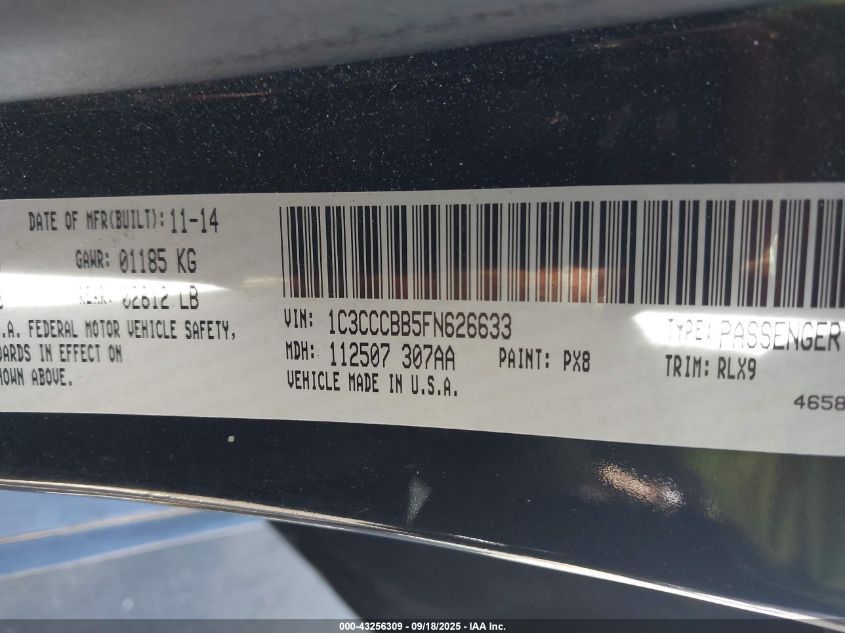 DATE OF MFR(BUILT): 11-14
GAWR: 01185 KG
02612 LB
.A. FEDERAL MOTOR VEHICLE SAFETY,
ARDS IN EFFECT ON
HOWN ABOVE.
VIN: 1C3CCCBB5FN626633
TYPE: PASSENGER
MDH: 112507 307AA
PAINT: PX8
TRIM: RLX9
VEHICLE MADE IN U.S.A.
4658
000-43256309 - 09/18/2025 - IAA Inc.